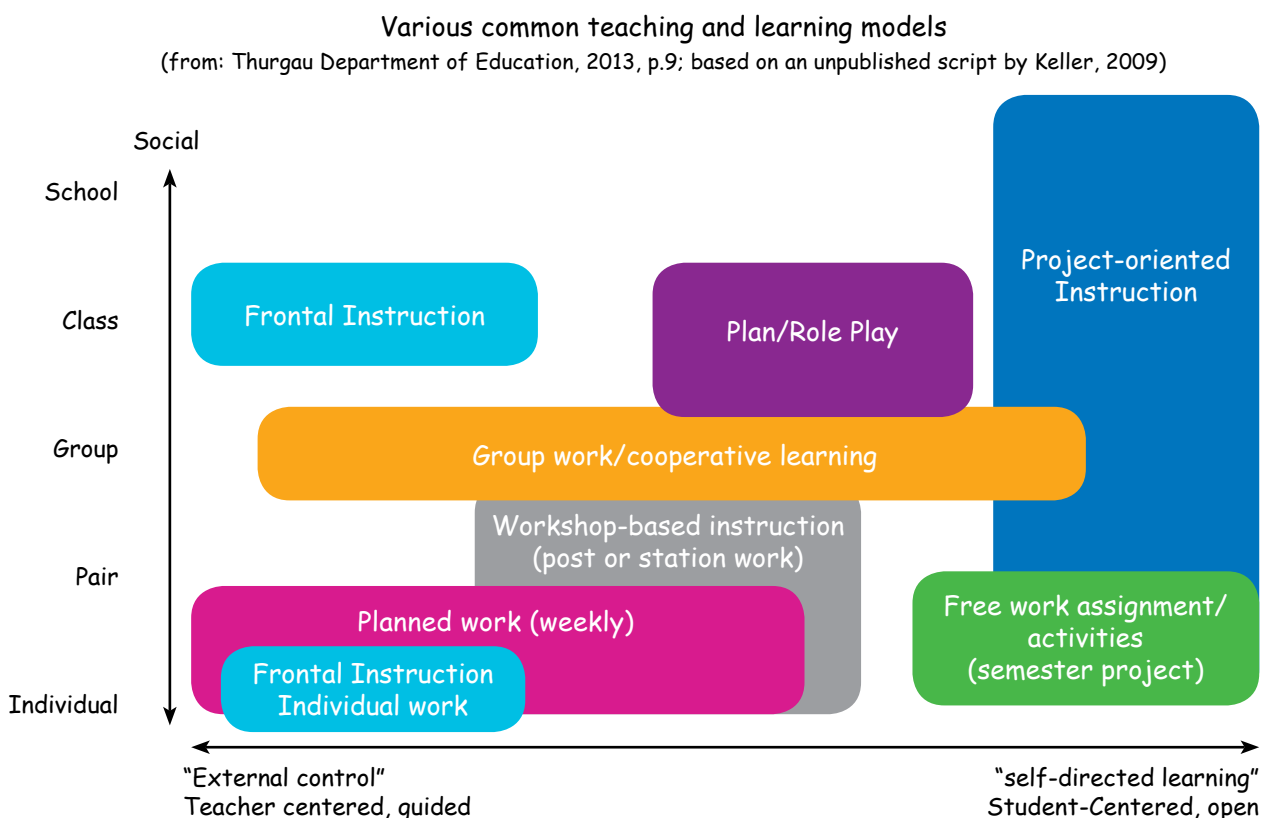 Various common teaching and learning models
(from: Thurgau Department of Education, 2013, p.9; based on an unpublished script by Keller, 2009)
Social
School
Class
Group
Pair
Individual
Frontal Instruction
Plan/Role Play
Project-oriented
Instruction
Group work/cooperative learning
Workshop-based instruction
(post or station work)
Planned work (weekly)
Frontal Instruction
Individual work
Free work assignment/
activities
(semester project)
“External control”
Teacher centered, guided
“self-directed learning”
Student-Centered, open